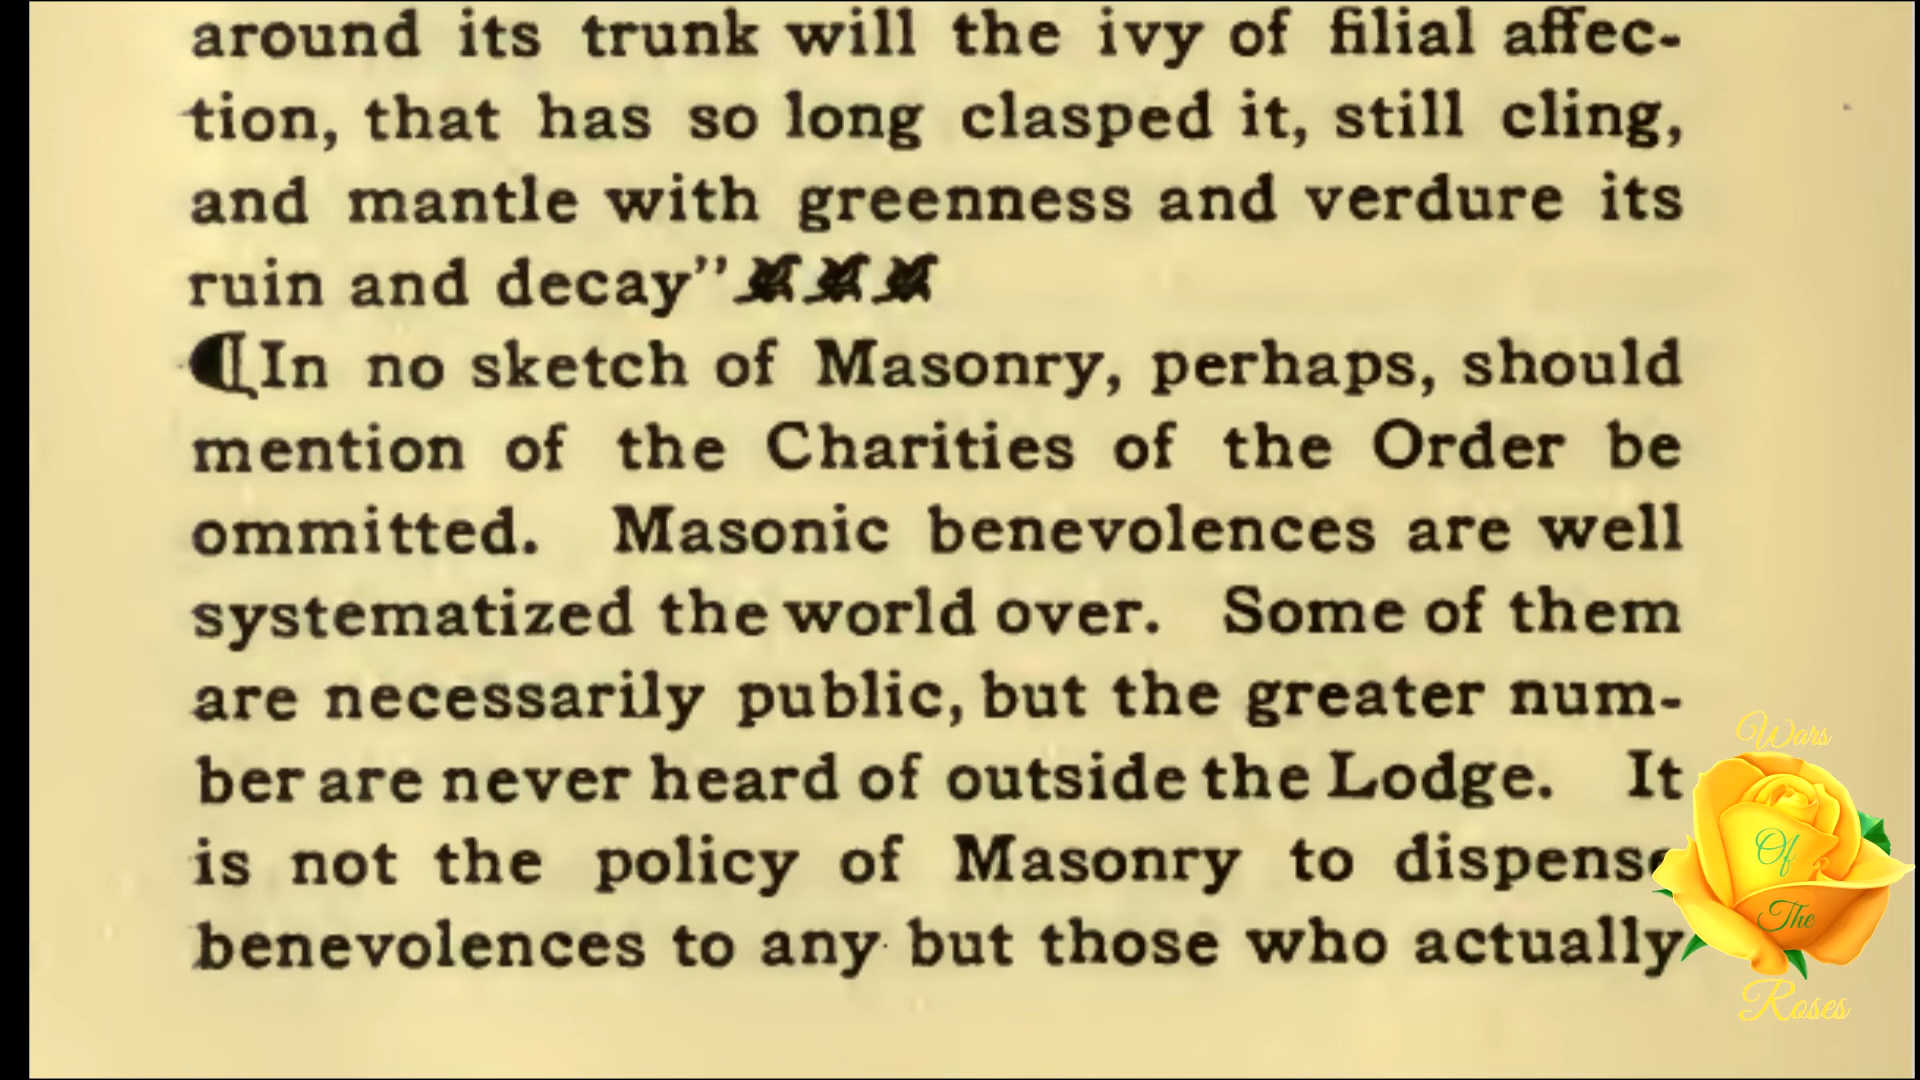 around its trunk will the ivy of filial affec-
tion, that has so long clasped it, still cling,
and mantle with greenness and verdure its
ruin and decay”
¶In no sketch of Masonry, perhaps, should
mention of the Charities of the Order be
ommitted. Masonic benevolences are well
systematized the world over. Some of them
are necessarily public, but the greater num-
ber are never heard of outside the Lodge. It
is not the policy of Masonry to dispense
benevolences to any but those who actually
Wars
Of
The
Roses